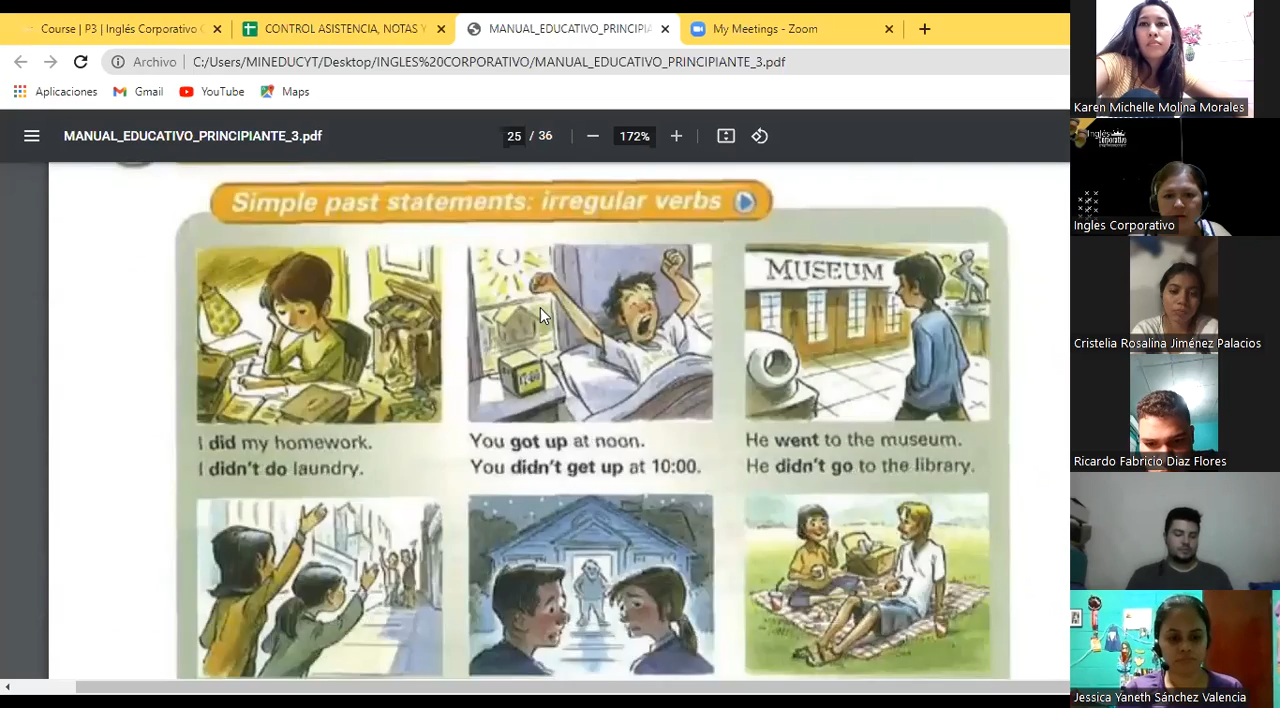 Course | P3 | Inglés Corporativo
CONTROL ASISTENCIA, NOTAS Y
MANUAL_EDUCATIVO_PRINCIPIA
My Meetings - Zoom
Archivo
C:/Users/MINEDUCYT/Desktop/INGLES%20CORPORATIVO/MANUAL_EDUCATIVO_PRINCIPIANTE_3.pdf
Aplicaciones
Gmail
YouTube
Maps
MANUAL_EDUCATIVO_PRINCIPIANTE_3.pdf
25 / 36
172%
Simple past statements: irregular verbs
MUSEUM
I did my homework.
I didn't do laundry.
You got up at noon.
You didn't get up at 10:00.
He went to the museum.
He didn't go to the library.
Karen Michelle Molina Morales
Inglés
Corporativo
Ingles Corporativo
Cristelia Rosalina Jiménez Palacios
Ricardo Fabricio Diaz Flores
Jessica Yaneth Sánchez Valencia